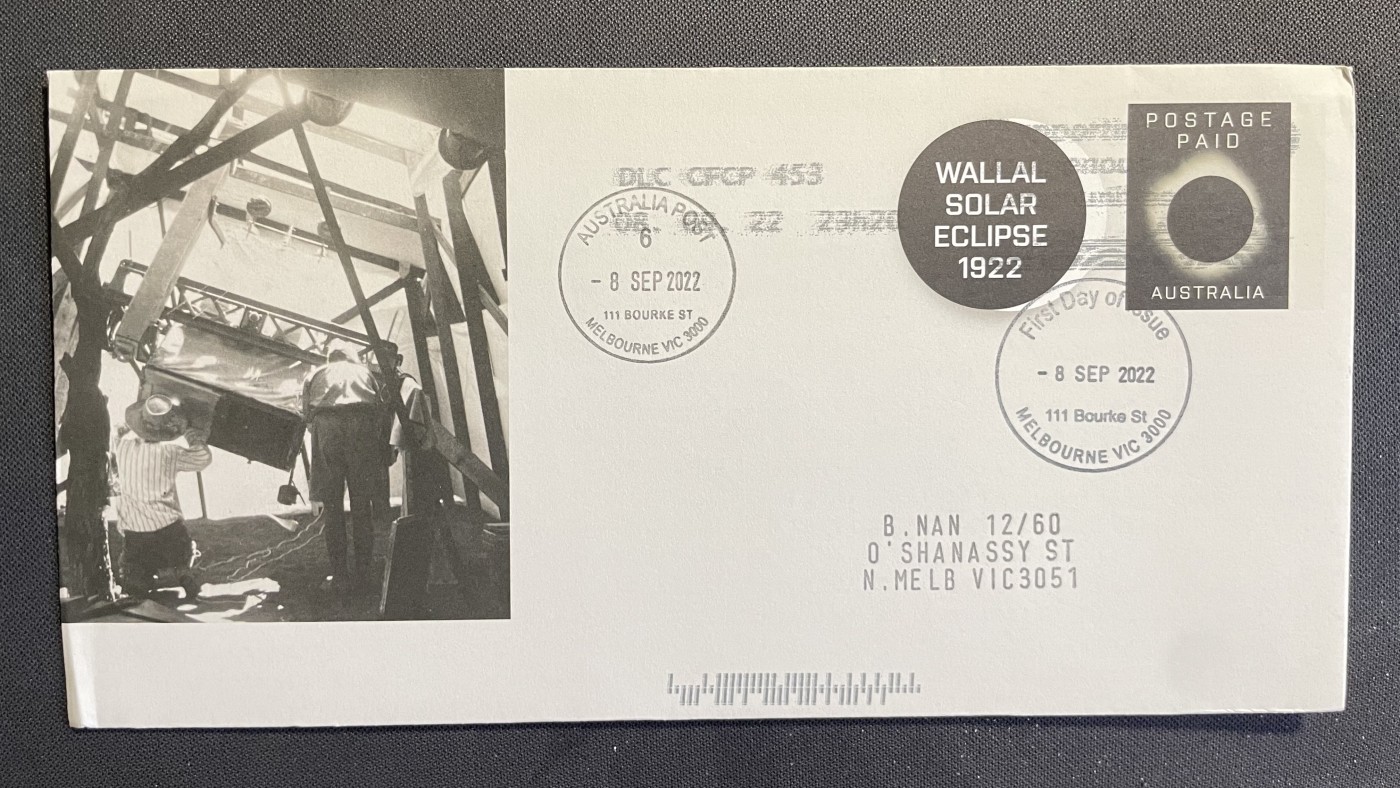 DLC CFCP 453
22
AUSTRALIA POST
6
- 8 SEP 2022
111 BOURKE ST
MELBOURNE VIC 3000
WALLAL
SOLAR
ECLIPSE
1922
POSTAGE
PAID
AUSTRALIA
First Day of Issue
- 8 SEP 2022
111 Bourke St
MELBOURNE VIC 3000
B.NAN 12/60
O'SHANASSY ST
N.MELB VIC3051